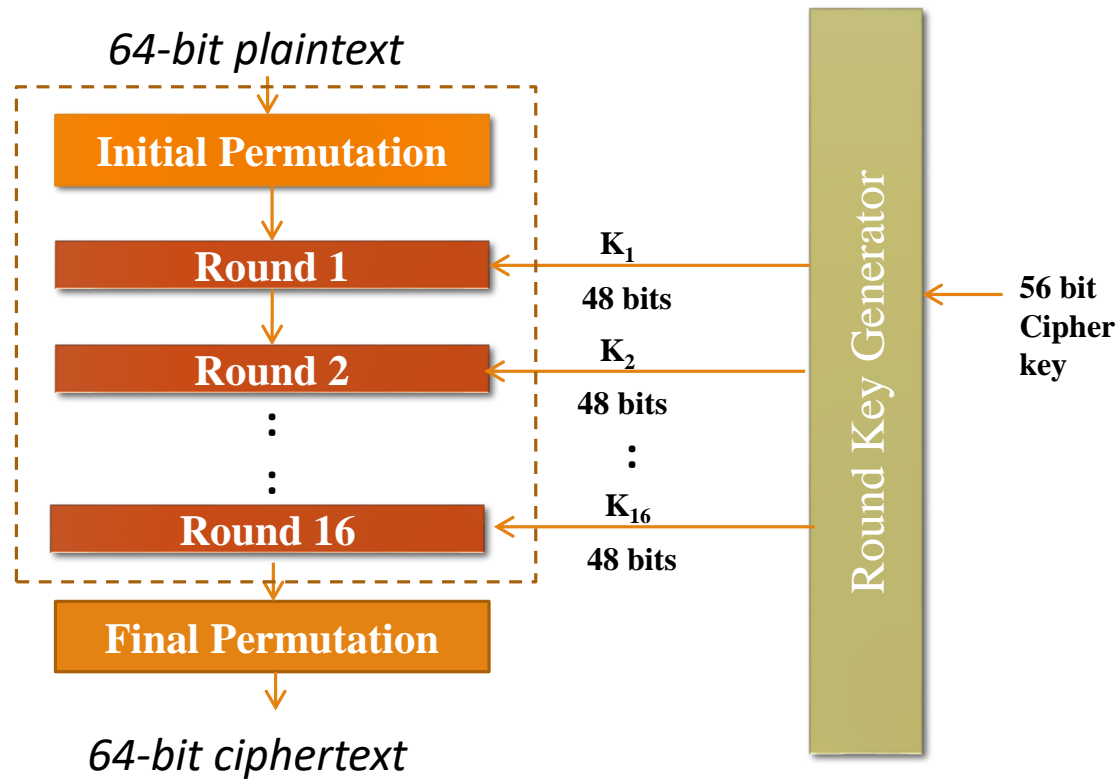 64-bit plaintext
Initial Permutation
Round 1
K₁
48 bits
Round 2
K₂
48 bits
:
:
:
Round 16
K₁₆
48 bits
Final Permutation
64-bit ciphertext
Round Key Generator
56 bit
Cipher
key